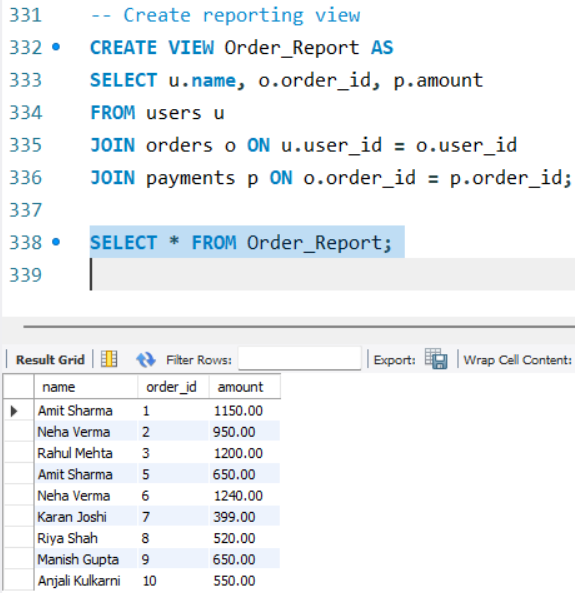 331 -- Create reporting view
332 CREATE VIEW Order_Report AS
333 SELECT u.name, o.order_id, p.amount
334 FROM users u
335 JOIN orders o ON u.user_id = o.user_id
336 JOIN payments p ON o.order_id = p.order_id;
337
338 SELECT * FROM Order_Report;
339
Result Grid Filter Rows: Export: Wrap Cell Content:
name order_id amount
Amit Sharma 1 1150.00
Neha Verma 2 950.00
Rahul Mehta 3 1200.00
Amit Sharma 5 650.00
Neha Verma 6 1240.00
Karan Joshi 7 399.00
Riya Shah 8 520.00
Manish Gupta 9 650.00
Anjali Kulkarni 10 550.00